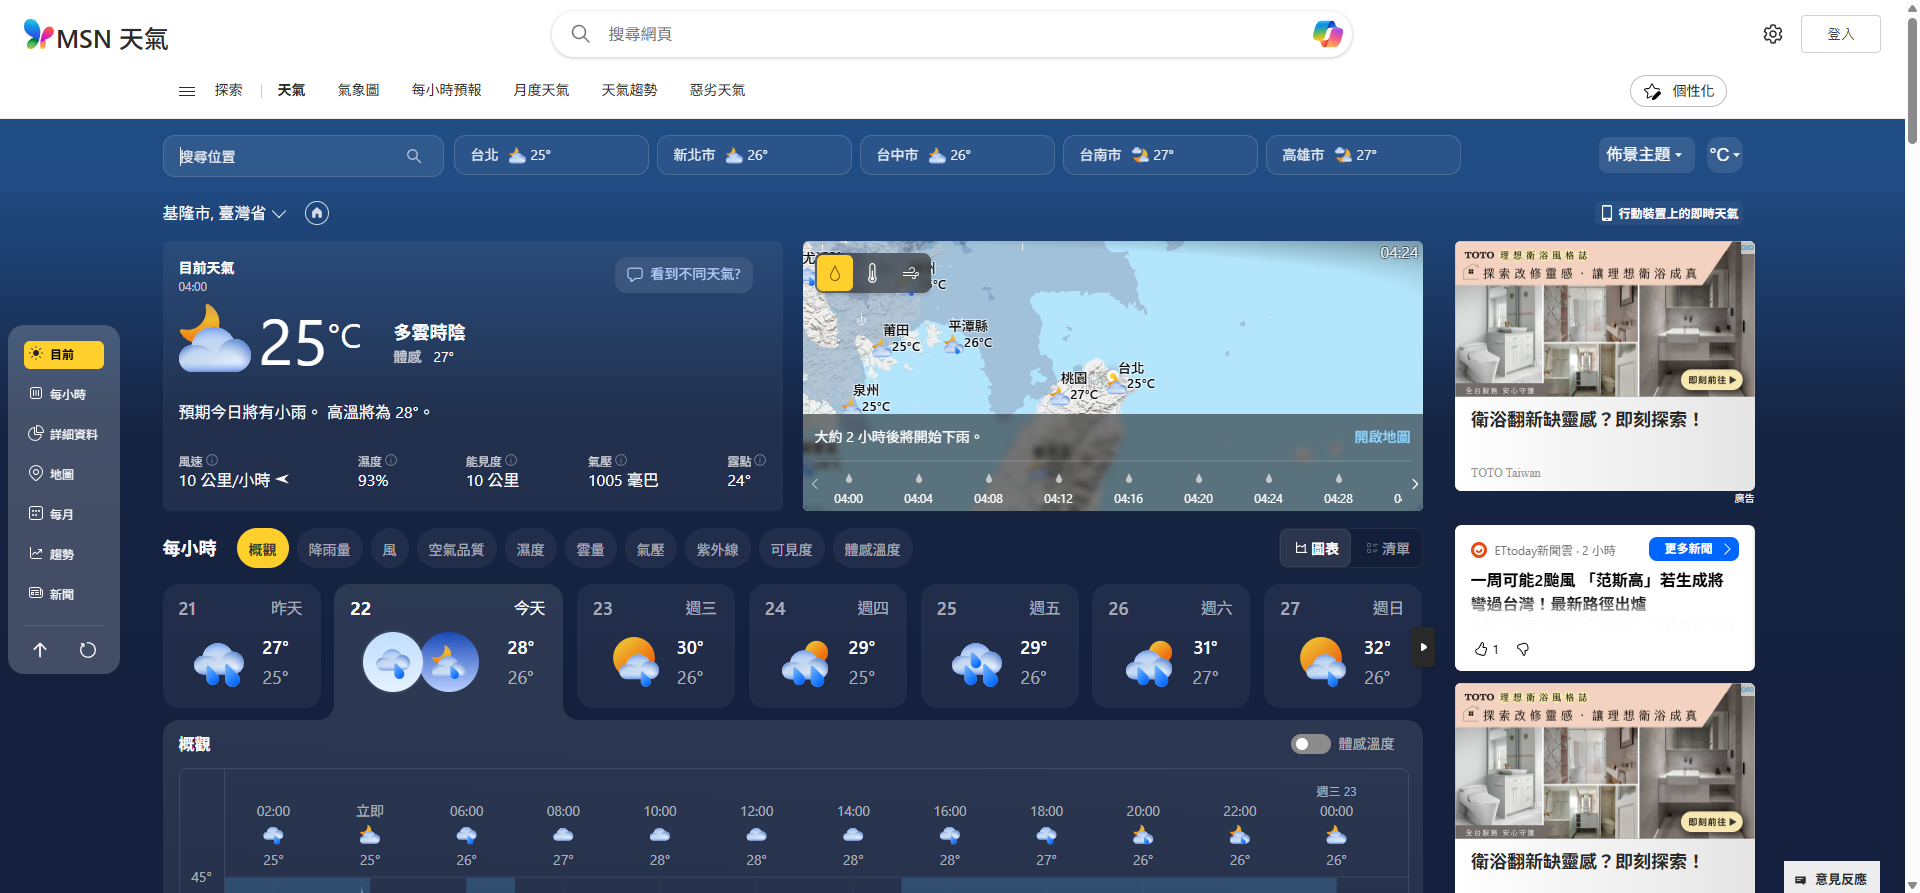 MSN 天氣
搜尋網頁
登入
探索
天氣
氣象圖
每小時預報
月度天氣
天氣趨勢
惡劣天氣
個性化
搜尋位置
台北 25°
新北市 26°
台中市 26°
台南市 27°
高雄市 27°
佈景主題
°C
基隆市, 臺灣省
行動裝置上的即時天氣
目前
每小時
詳細資料
地圖
每月
趨勢
新聞
目前天氣
04:00
看到不同天氣?
25°C
多雲時陰
體感 27°
預期今日將有小雨。 高溫將為 28°。
風速
10 公里/小時
濕度
93%
能見度
10 公里
氣壓
1005 毫巴
露點
24°
04:24
莆田
25°C
平潭縣
26°C
泉州
25°C
桃園
27°C
台北
25°C
大約 2 小時後將開始下雨。
開啟地圖
04:00 04:04 04:08 04:12 04:16 04:20 04:24 04:28
TOTO 理想衛浴風格誌
探索改修靈感·讓理想衛浴成真
全台服務 安心守護
即刻前往
衛浴翻新缺靈感？即刻探索！
TOTO Taiwan
廣告
每小時
概觀
降雨量
風
空氣品質
濕度
雲量
氣壓
紫外線
可見度
體感溫度
圖表
清單
21 昨天
27°
25°
22 今天
28°
26°
23 週三
30°
26°
24 週四
29°
25°
25 週五
29°
26°
26 週六
31°
27°
27 週日
32°
26°
ETtoday新聞雲 · 2 小時
更多新聞
一周可能2颱風 「范斯高」若生成將
彎過台灣！最新路徑出爐
1
概觀
體感溫度
週三 23
02:00 立即 06:00 08:00 10:00 12:00 14:00 16:00 18:00 20:00 22:00 00:00
25° 25° 26° 27° 28° 28° 28° 28° 27° 26° 26° 26°
45°
TOTO 理想衛浴風格誌
探索改修靈感·讓理想衛浴成真
全台服務 安心守護
即刻前往
衛浴翻新缺靈感？即刻探索！
意見反應